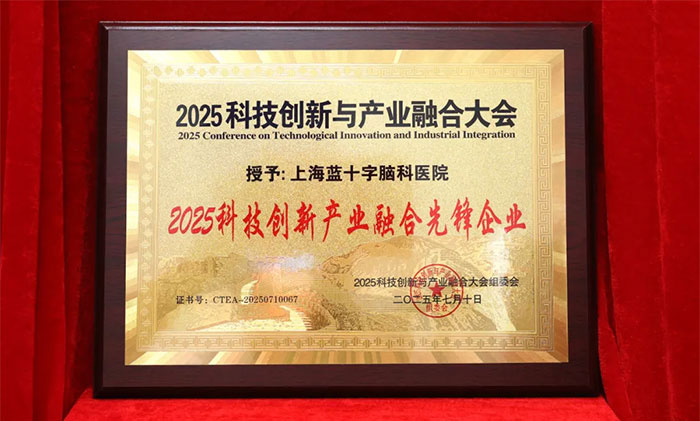 2025科技创新与产业融合大会
2025 Conference on Technological Innovation and Industrial Integration
授予: 上海蓝十字脑科医院
2025科技创新产业融合先锋企业
2025科技创新与产业融合大会组委会
证书号: CTEA-20250710067
二〇二五年七月十日
组委会